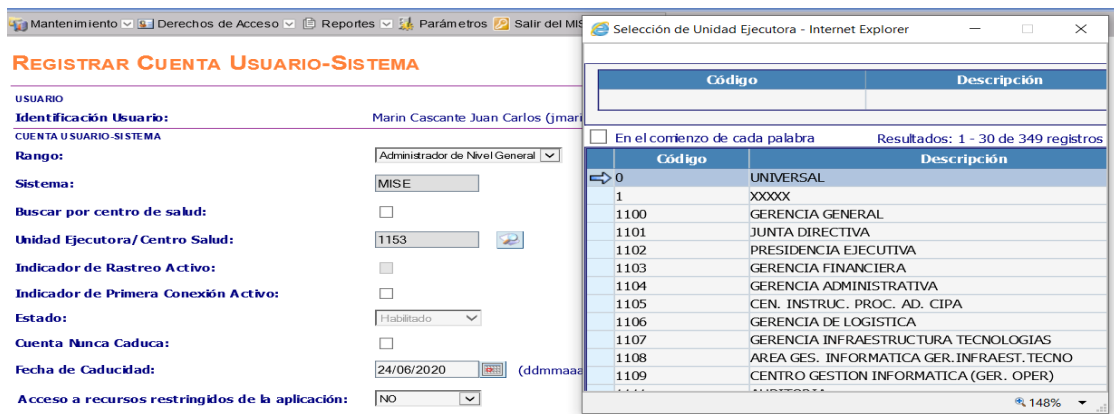 Mantenimiento Derechos de Acceso Reportes Parámetros Salir del MIS
REGISTRAR CUENTA USUARIO-SISTEMA
USUARIO
Identificación Usuario: Marin Cascante Juan Carlos (jmari
CUENTA USUARIO-SISTEMA
Rango: Administrador de Nivel General
Sistema: MISE
Buscar por centro de salud:
Unidad Ejecutora/Centro Salud: 1153
Indicador de Rastreo Activo:
Indicador de Primera Conexión Activo:
Estado: Habilitado
Cuenta Nunca Caduca:
Fecha de Caducidad: 24/06/2020 (ddmmaaa
Acceso a recursos restringidos de la aplicación: NO
Selección de Unidad Ejecutora - Internet Explorer
Código Descripción
En el comienzo de cada palabra Resultados: 1 - 30 de 349 registros
Código Descripción
0 UNIVERSAL
1 XXXXX
1100 GERENCIA GENERAL
1101 JUNTA DIRECTIVA
1102 PRESIDENCIA EJECUTIVA
1103 GERENCIA FINANCIERA
1104 GERENCIA ADMINISTRATIVA
1105 CEN. INSTRUC. PROC. AD. CIPA
1106 GERENCIA DE LOGISTICA
1107 GERENCIA INFRAESTRUCTURA TECNOLOGIAS
1108 AREA GES. INFORMATICA GER.INFRAEST.TECNO
1109 CENTRO GESTION INFORMATICA (GER. OPER)
148%